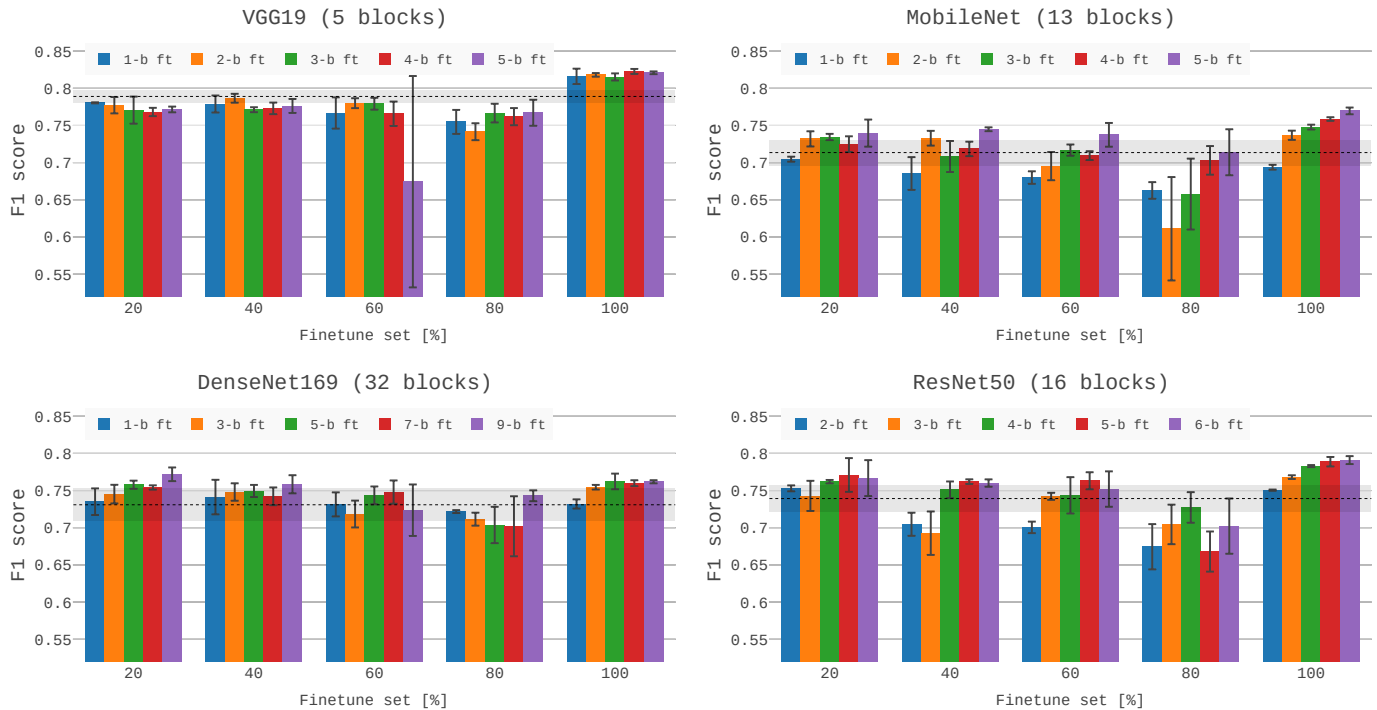 VGG19 (5 blocks)
0.85
0.8
0.75
0.7
0.65
0.6
0.55
F1 score
1-b ft 2-b ft 3-b ft 4-b ft 5-b ft
20 40 60 80 100
Finetune set [%]
MobileNet (13 blocks)
0.85
0.8
0.75
0.7
0.65
0.6
0.55
F1 score
1-b ft 2-b ft 3-b ft 4-b ft 5-b ft
20 40 60 80 100
Finetune set [%]
DenseNet169 (32 blocks)
0.85
0.8
0.75
0.7
0.65
0.6
0.55
F1 score
1-b ft 3-b ft 5-b ft 7-b ft 9-b ft
20 40 60 80 100
Finetune set [%]
ResNet50 (16 blocks)
0.85
0.8
0.75
0.7
0.65
0.6
0.55
F1 score
2-b ft 3-b ft 4-b ft 5-b ft 6-b ft
20 40 60 80 100
Finetune set [%]